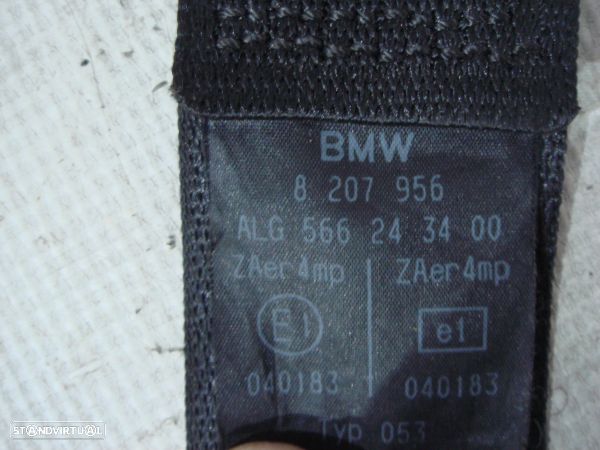 BMW
8 207 956
ALG 566 24 34 00
ZAer4mp ZAer4mp
E1 e1
040183 040183
Typ 053
STANDVIRTUAL